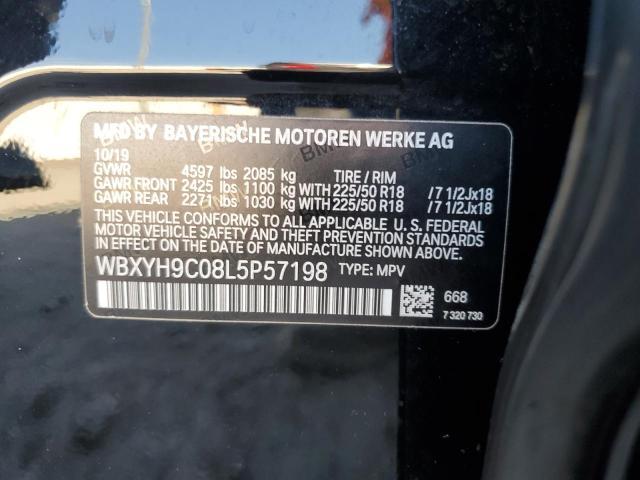 MFD BY BAYERISCHE MOTOREN WERKE AG
10/19
GVWR 4597 lbs 2085 kg TIRE / RIM
GAWR FRONT 2425 lbs 1100 kg WITH 225/50 R18 /7 1/2Jx18
GAWR REAR 2271 lbs 1030 kg WITH 225/50 R18 /7 1/2Jx18
THIS VEHICLE CONFORMS TO ALL APPLICABLE U. S. FEDERAL
MOTOR VEHICLE SAFETY AND THEFT PREVENTION STANDARDS
IN EFFECT ON THE DATE OF MANUFACTURE SHOWN ABOVE.
WBXYH9C08L5P57198 TYPE: MPV
668
7 320 730